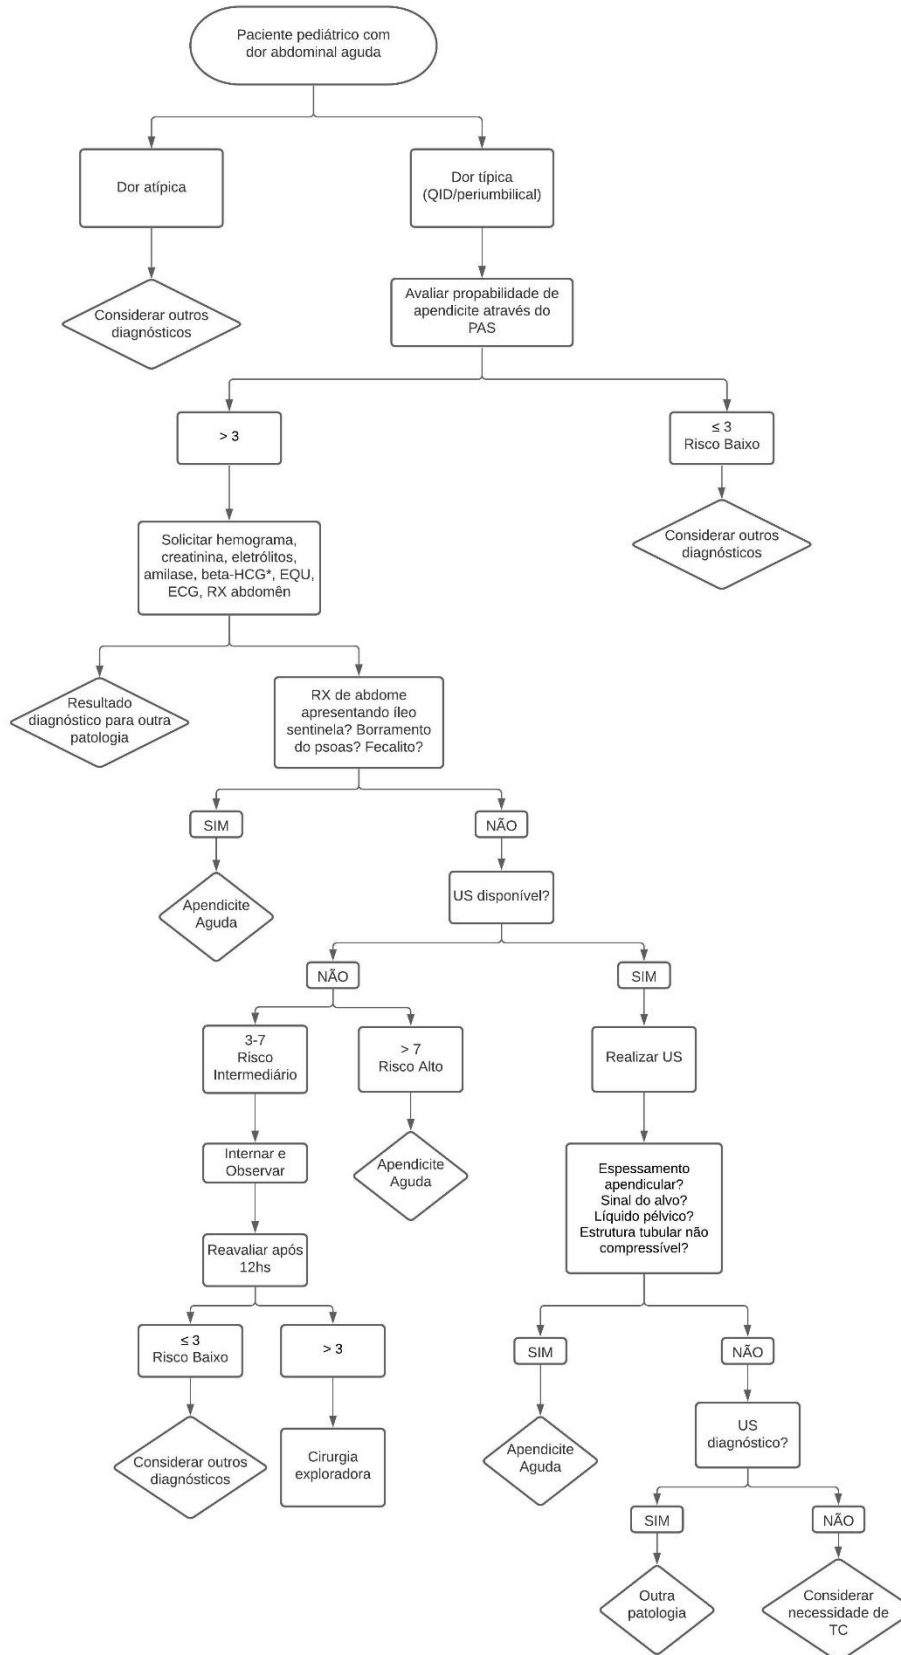 Paciente pediátrico com
dor abdominal aguda
Dor atípica
Dor típica
(QID/periumbilical)
Considerar outros
diagnósticos
Avaliar propabilidade de
apendicite através do
PAS
> 3
≤ 3
Risco Baixo
Solicitar hemograma,
creatinina, eletrólitos,
amilase, beta-HCG*, EQU,
ECG, RX abdomên
Considerar outros
diagnósticos
Resultado
diagnóstico para outra
patologia
RX de abdome
apresentando íleo
sentinela? Borramento
do psoas? Fecalito?
SIM
NÃO
Apendicite
Aguda
US disponível?
NÃO
SIM
3-7
Risco
Intermediário
> 7
Risco Alto
Realizar US
Internar e
Observar
Apendicite
Aguda
Espessamento
apendicular?
Sinal do alvo?
Líquido pélvico?
Estrutura tubular não
compressível?
Reavaliar após
12hs
≤ 3
Risco Baixo
> 3
SIM
NÃO
Considerar outros
diagnósticos
Cirurgia
exploradora
Apendicite
Aguda
US
diagnóstico?
SIM
NÃO
Outra
patologia
Considerar
necessidade de
TC